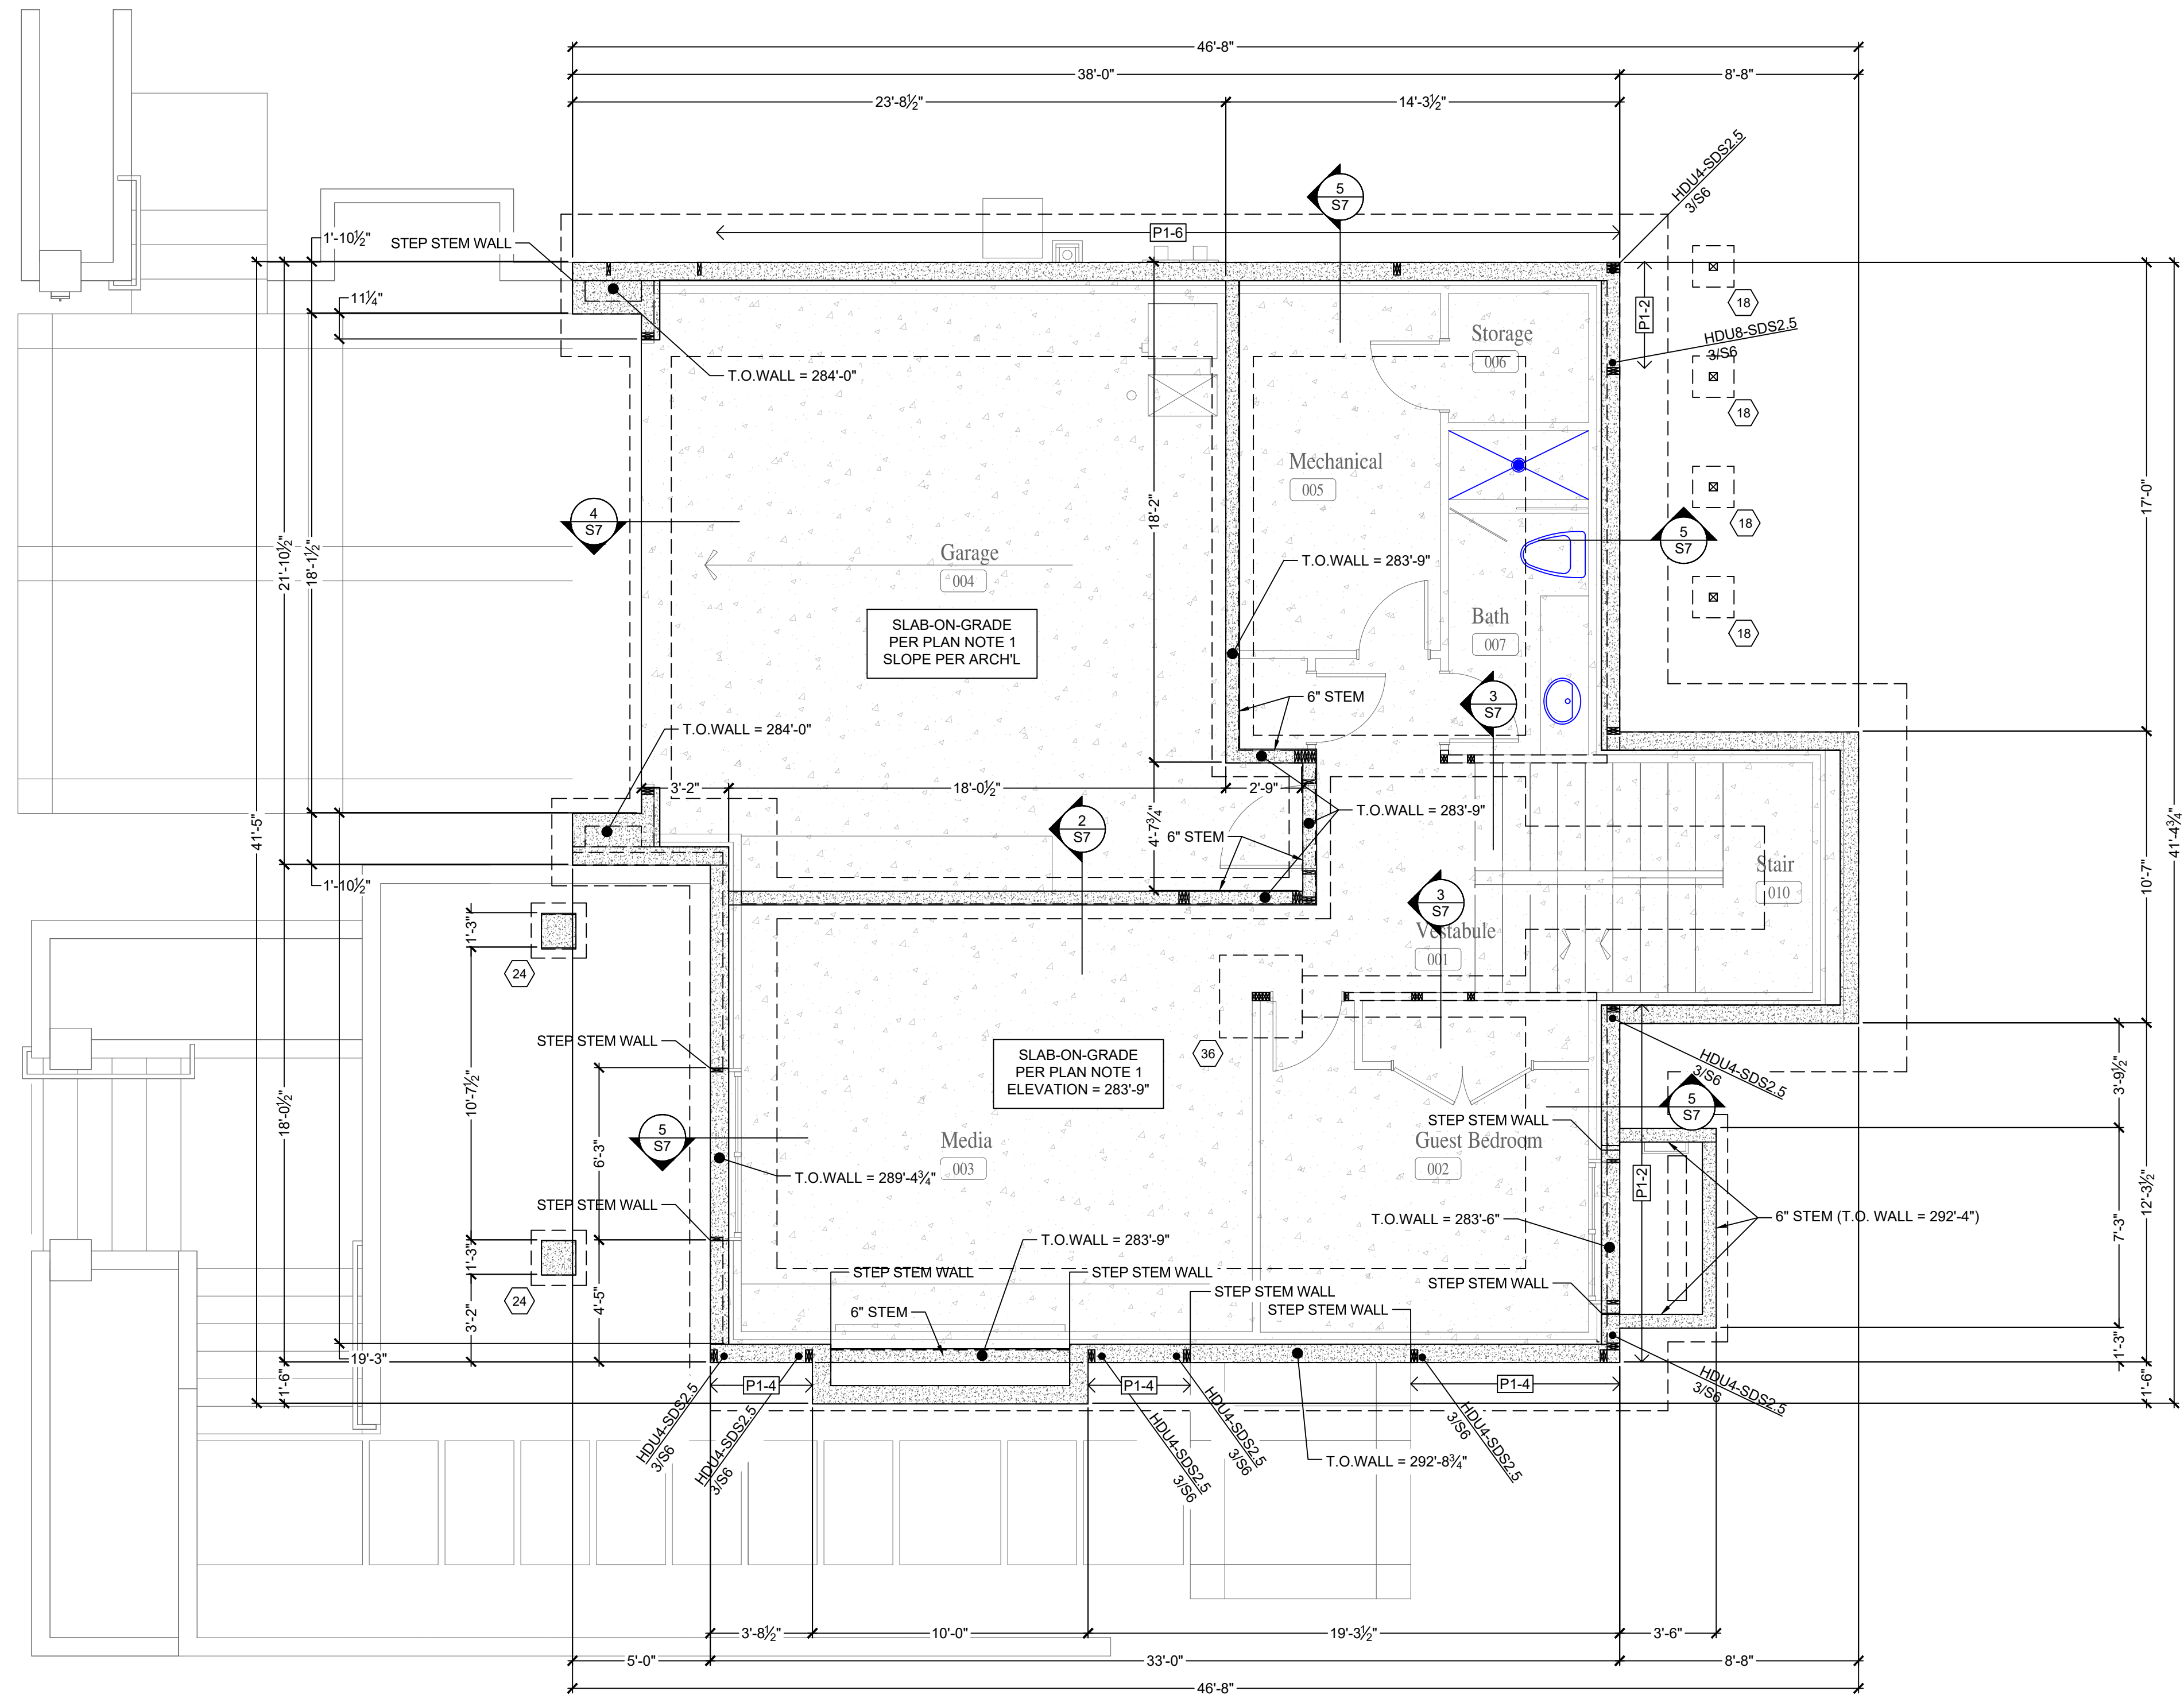 46'-8"
38'-0"
8'-8"
23'-8½"
14'-3½"
HDU4-SDS2.5
3/S6
5
S7
P1-6
1'-10½"
STEP STEM WALL
11¼"
18
P1-2
HDU8-SDS2.5
3/S6
Storage
006
T.O.WALL = 284'-0"
18
Mechanical
005
18'-2"
17'-0"
4
S7
18
5
S7
21'-10½"
18'-1½"
Garage
004
T.O.WALL = 283'-9"
SLAB-ON-GRADE
PER PLAN NOTE 1
SLOPE PER ARCH'L
Bath
007
18
6" STEM
3
S7
T.O.WALL = 284'-0"
3'-2"
18'-0½"
2'-9"
T.O.WALL = 283'-9"
41'-5"
2
S7
4'-7¾"
6" STEM
41'-4¾"
1'-10½"
Stair
010
10'-7"
3
S7
Vestabule
001
1'-3"
24
STEP STEM WALL
36
SLAB-ON-GRADE
PER PLAN NOTE 1
ELEVATION = 283'-9"
HDU4-SDS2.5
3/S6
3'-9½"
10'-7½"
18'-0½"
5
S7
STEP STEM WALL
5
S7
Media
003
Guest Bedroom
002
6'-3"
T.O.WALL = 289'-4¾"
P1-2
12'-3½"
STEP STEM WALL
T.O.WALL = 283'-6"
6" STEM (T.O. WALL = 292'-4")
7'-3"
1'-3"
T.O.WALL = 283'-9"
STEP STEM WALL
STEP STEM WALL
STEP STEM WALL
STEP STEM WALL
STEP STEM WALL
24
4'-5"
6" STEM
3'-2"
19'-3"
1'-3"
1'-6"
1'-6"
P1-4
P1-4
P1-4
HDU4-SDS2.5
3/S6
HDU4-SDS2.5
3/S6
HDU4-SDS2.5
3/S6
HDU4-SDS2.5
3/S6
HDU4-SDS2.5
3/S6
HDU4-SDS2.5
3/S6
T.O.WALL = 292'-8¾"
3'-8½"
10'-0"
19'-3½"
3'-6"
5'-0"
33'-0"
8'-8"
46'-8"